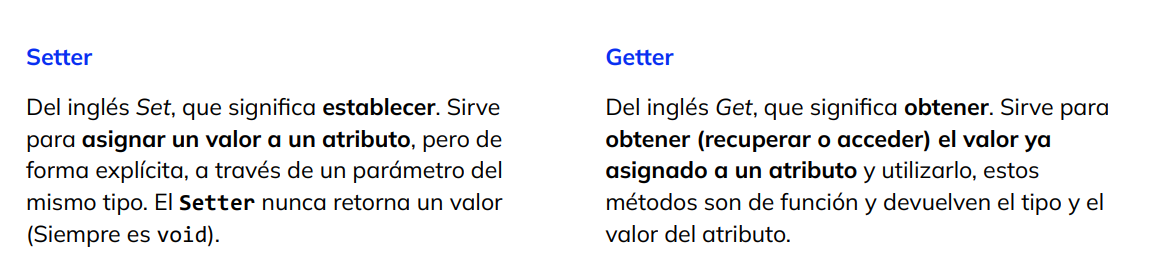 Setter
Del inglés Set, que significa establecer. Sirve
para asignar un valor a un atributo, pero de
forma explícita, a través de un parámetro del
mismo tipo. El Setter nunca retorna un valor
(Siempre es void).
Getter
Del inglés Get, que significa obtener. Sirve para
obtener (recuperar o acceder) el valor ya
asignado a un atributo y utilizarlo, estos
métodos son de función y devuelven el tipo y el
valor del atributo.